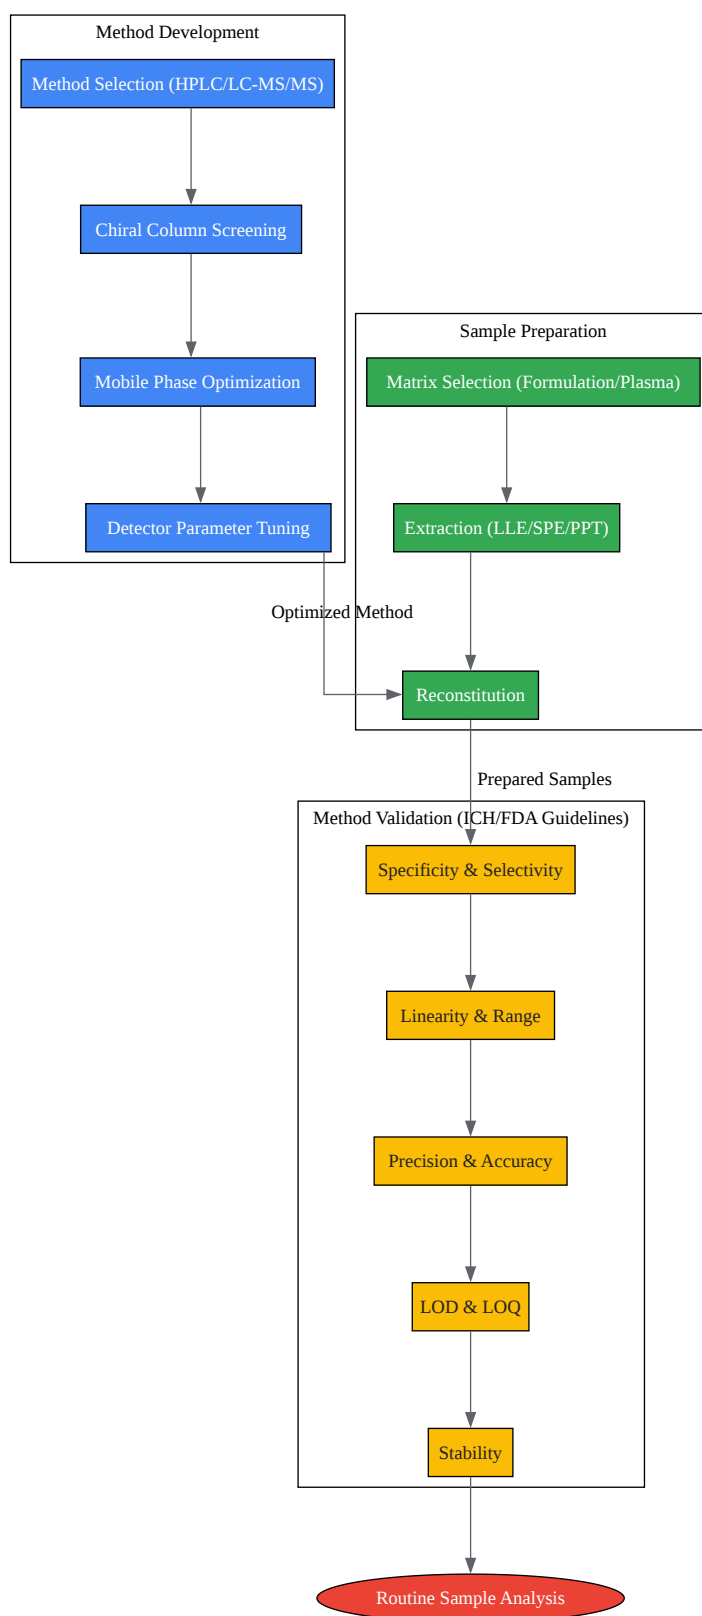 Method Development
Method Selection (HPLC/LC-MS/MS)
Chiral Column Screening
Mobile Phase Optimization
Detector Parameter Tuning
Optimized Method
Sample Preparation
Matrix Selection (Formulation/Plasma)
Extraction (LLE/SPE/PPT)
Reconstitution
Prepared Samples
Method Validation (ICH/FDA Guidelines)
Specificity & Selectivity
Linearity & Range
Precision & Accuracy
LOD & LOQ
Stability
Routine Sample Analysis